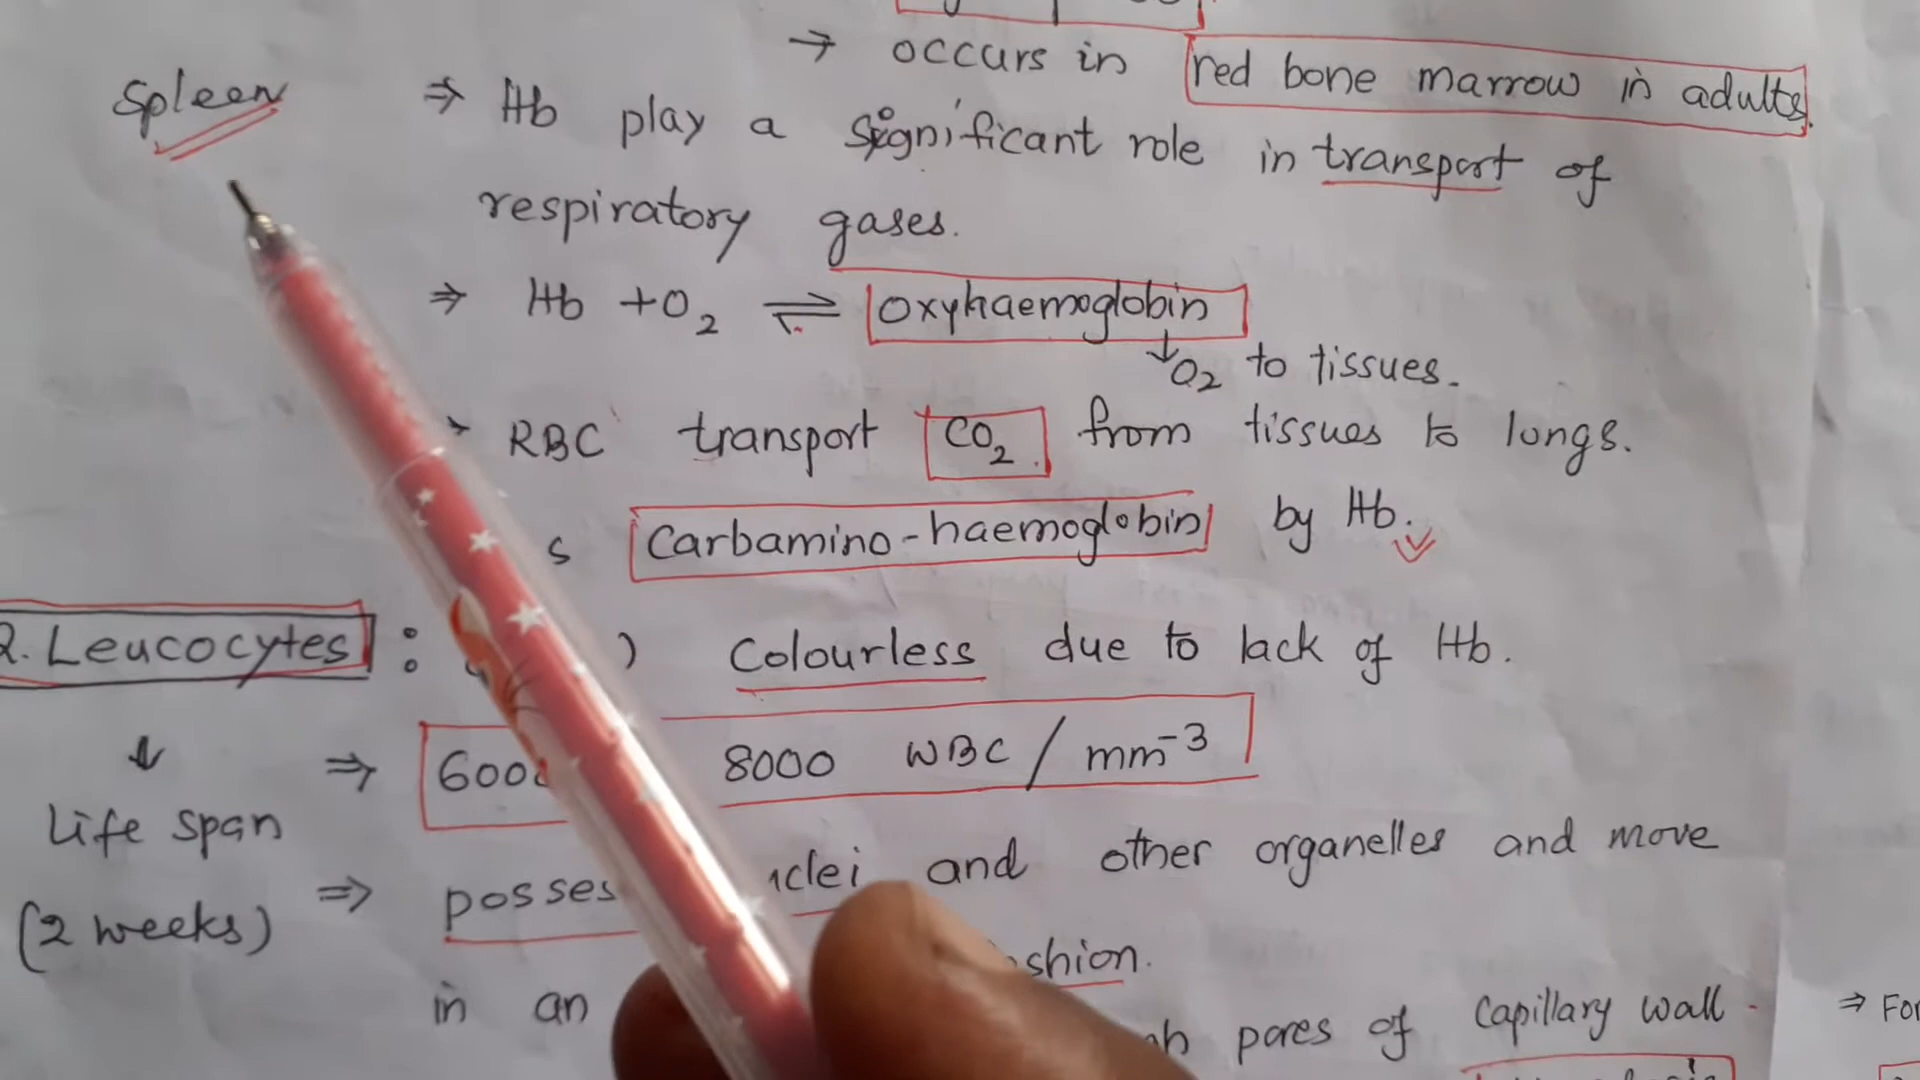 → occurs in red bone marrow in adults.
Spleen
⇒ Hb play a significant role in transport of
respiratory gases.
⇒ Hb + O2 ⇌ Oxyhaemoglobin
↓ O2 to tissues.
RBC transport CO2 from tissues to longs.
s Carbamino-haemoglobin by Hb.
2. Leucocytes : ) Colourless due to lack of Hb.
↓
⇒ 600 8000 WBC / mm-3
Life span
(2 weeks)
⇒ posses clei and other organelles and move
in an shion.
pores of capillary wall
⇒ For